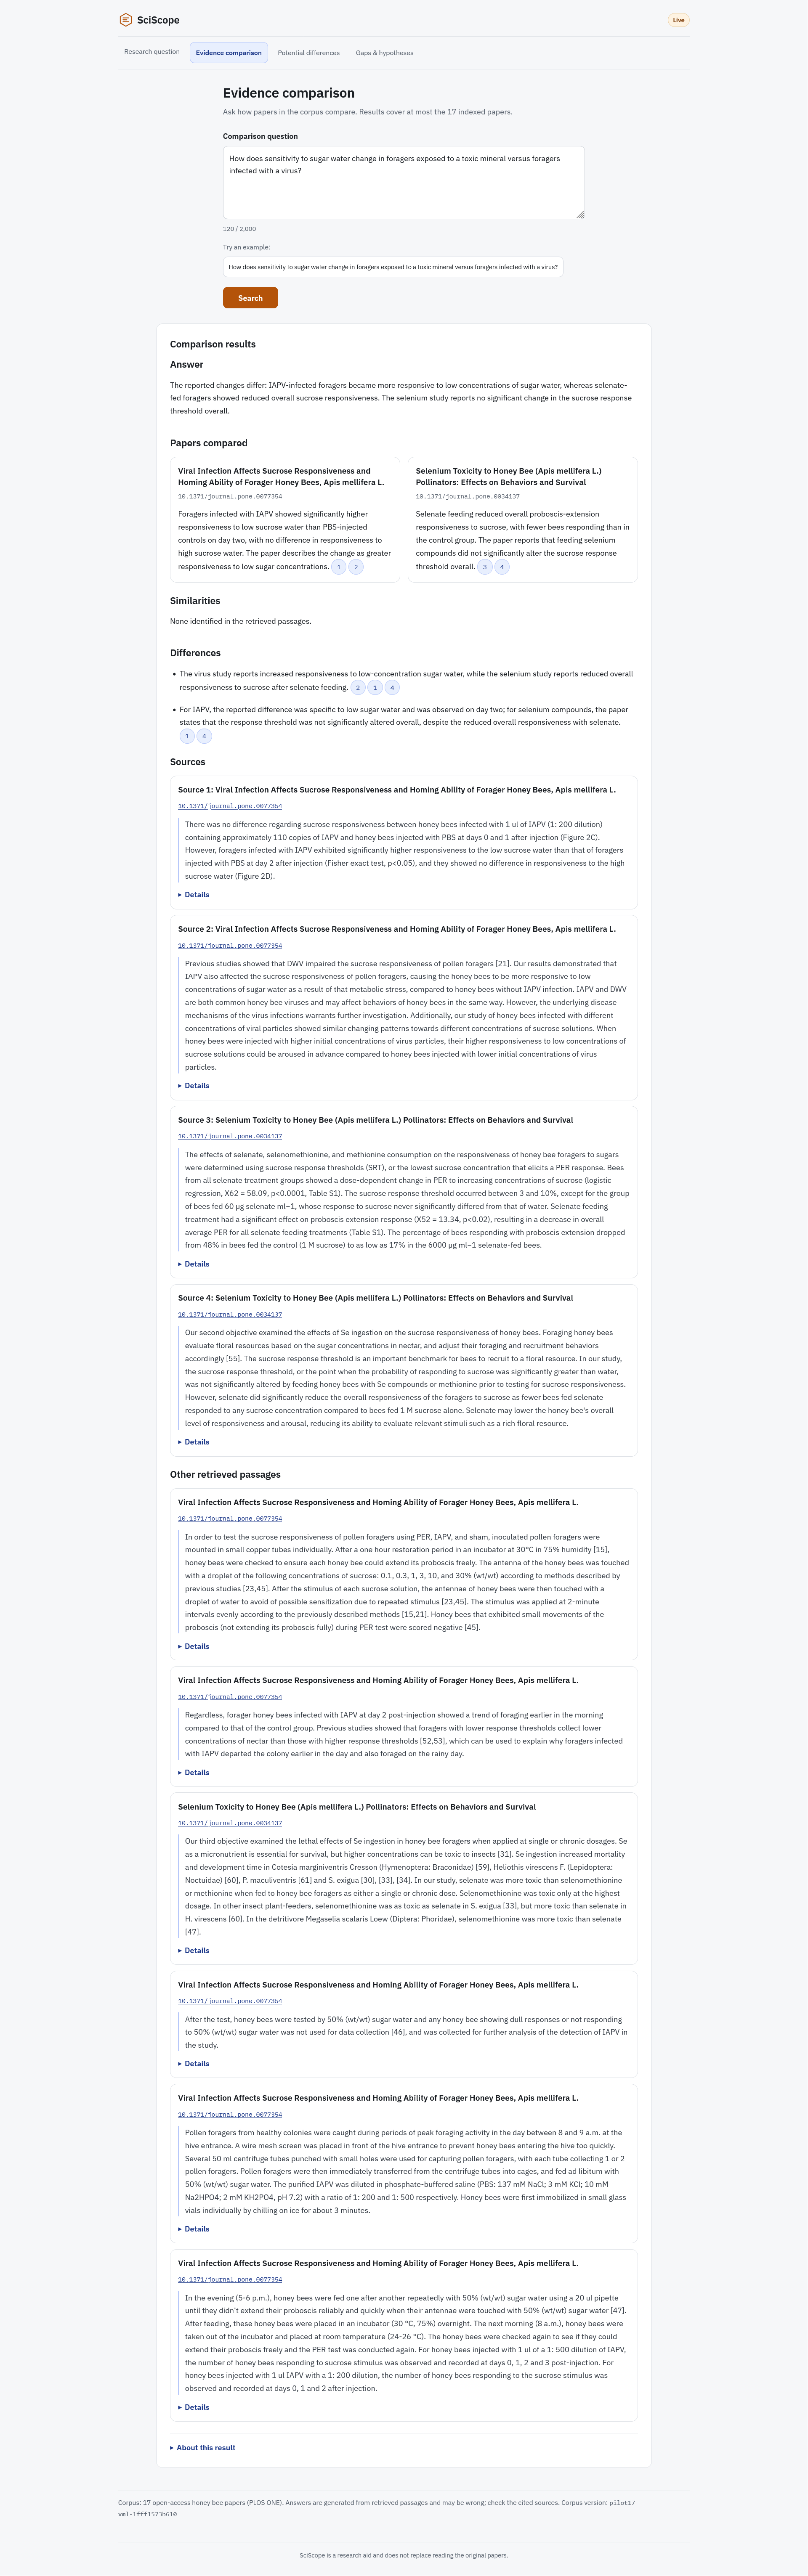 SciScope
Live
Research question
Evidence comparison
Potential differences
Gaps & hypotheses
Evidence comparison
Ask how papers in the corpus compare. Results cover at most the 17 indexed papers.
Comparison question
How does sensitivity to sugar water change in foragers exposed to a toxic mineral versus foragers
infected with a virus?
120 / 2,000
Try an example:
How does sensitivity to sugar water change in foragers exposed to a toxic mineral versus foragers infected with a virus?
Search
Comparison results
Answer
The reported changes differ: IAPV-infected foragers became more responsive to low concentrations of sugar water, whereas selenate-
fed foragers showed reduced overall sucrose responsiveness. The selenium study reports no significant change in the sucrose response
threshold overall.
Papers compared
Viral Infection Affects Sucrose Responsiveness and
Homing Ability of Forager Honey Bees, Apis mellifera L.
10.1371/journal.pone.0077354
Foragers infected with IAPV showed significantly higher
responsiveness to low sucrose water than PBS-injected
controls on day two, with no difference in responsiveness to
high sucrose water. The paper describes the change as greater
responsiveness to low sugar concentrations. 1 2
Selenium Toxicity to Honey Bee (Apis mellifera L.)
Pollinators: Effects on Behaviors and Survival
10.1371/journal.pone.0034137
Selenate feeding reduced overall proboscis-extension
responsiveness to sucrose, with fewer bees responding than in
the control group. The paper reports that feeding selenium
compounds did not significantly alter the sucrose response
threshold overall. 3 4
Similarities
None identified in the retrieved passages.
Differences
• The virus study reports increased responsiveness to low-concentration sugar water, while the selenium study reports reduced overall
responsiveness to sucrose after selenate feeding. 2 1 4
• For IAPV, the reported difference was specific to low sugar water and was observed on day two; for selenium compounds, the paper
states that the response threshold was not significantly altered overall, despite the reduced overall responsiveness with selenate.
1 4
Sources
Source 1: Viral Infection Affects Sucrose Responsiveness and Homing Ability of Forager Honey Bees, Apis mellifera L.
10.1371/journal.pone.0077354
There was no difference regarding sucrose responsiveness between honey bees infected with 1 ul of IAPV (1: 200 dilution)
containing approximately 110 copies of IAPV and honey bees injected with PBS at days 0 and 1 after injection (Figure 2C).
However, foragers infected with IAPV exhibited significantly higher responsiveness to the low sucrose water than that of foragers
injected with PBS at day 2 after injection (Fisher exact test, p<0.05), and they showed no difference in responsiveness to the high
sucrose water (Figure 2D).
▸ Details
Source 2: Viral Infection Affects Sucrose Responsiveness and Homing Ability of Forager Honey Bees, Apis mellifera L.
10.1371/journal.pone.0077354
Previous studies showed that DWV impaired the sucrose responsiveness of pollen foragers [21]. Our results demonstrated that
IAPV also affected the sucrose responsiveness of pollen foragers, causing the honey bees to be more responsive to low
concentrations of sugar water as a result of that metabolic stress, compared to honey bees without IAPV infection. IAPV and DWV
are both common honey bee viruses and may affect behaviors of honey bees in the same way. However, the underlying disease
mechanisms of the virus infections warrants further investigation. Additionally, our study of honey bees infected with different
concentrations of viral particles showed similar changing patterns towards different concentrations of sucrose solutions. When
honey bees were injected with higher initial concentrations of virus particles, their higher responsiveness to low concentrations of
sucrose solutions could be aroused in advance compared to honey bees injected with lower initial concentrations of virus
particles.
▸ Details
Source 3: Selenium Toxicity to Honey Bee (Apis mellifera L.) Pollinators: Effects on Behaviors and Survival
10.1371/journal.pone.0034137
The effects of selenate, selenomethionine, and methionine consumption on the responsiveness of honey bee foragers to sugars
were determined using sucrose response thresholds (SRT), or the lowest sucrose concentration that elicits a PER response. Bees
from all selenate treatment groups showed a dose-dependent change in PER to increasing concentrations of sucrose (logistic
regression, X62 = 58.09, p<0.0001, Table S1). The sucrose response threshold occurred between 3 and 10%, except for the group
of bees fed 60 µg selenate ml−1, whose response to sucrose never significantly differed from that of water. Selenate feeding
treatment had a significant effect on proboscis extension response (X52 = 13.34, p<0.02), resulting in a decrease in overall
average PER for all selenate feeding treatments (Table S1). The percentage of bees responding with proboscis extension dropped
from 48% in bees fed the control (1 M sucrose) to as low as 17% in the 6000 µg ml−1 selenate-fed bees.
▸ Details
Source 4: Selenium Toxicity to Honey Bee (Apis mellifera L.) Pollinators: Effects on Behaviors and Survival
10.1371/journal.pone.0034137
Our second objective examined the effects of Se ingestion on the sucrose responsiveness of honey bees. Foraging honey bees
evaluate floral resources based on the sugar concentrations in nectar, and adjust their foraging and recruitment behaviors
accordingly [55]. The sucrose response threshold is an important benchmark for bees to recruit to a floral resource. In our study,
the sucrose response threshold, or the point when the probability of responding to sucrose was significantly greater than water,
was not significantly altered by feeding honey bees with Se compounds or methionine prior to testing for sucrose responsiveness.
However, selenate did significantly reduce the overall responsiveness of the foragers to sucrose as fewer bees fed selenate
responded to any sucrose concentration compared to bees fed 1 M sucrose alone. Selenate may lower the honey bee's overall
level of responsiveness and arousal, reducing its ability to evaluate relevant stimuli such as a rich floral resource.
▸ Details
Other retrieved passages
Viral Infection Affects Sucrose Responsiveness and Homing Ability of Forager Honey Bees, Apis mellifera L.
10.1371/journal.pone.0077354
In order to test the sucrose responsiveness of pollen foragers using PER, IAPV, and sham, inoculated pollen foragers were
mounted in small copper tubes individually. After a one hour restoration period in an incubator at 30°C in 75% humidity [15],
honey bees were checked to ensure each honey bee could extend its proboscis freely. The antenna of the honey bees was touched
with a droplet of the following concentrations of sucrose: 0.1, 0.3, 1, 3, 10, and 30% (wt/wt) according to methods described by
previous studies [23,45]. After the stimulus of each sucrose solution, the antennae of honey bees were then touched with a
droplet of water to avoid of possible sensitization due to repeated stimulus [23,45]. The stimulus was applied at 2-minute
intervals evenly according to the previously described methods [15,21]. Honey bees that exhibited small movements of the
proboscis (not extending its proboscis fully) during PER test were scored negative [45].
▸ Details
Viral Infection Affects Sucrose Responsiveness and Homing Ability of Forager Honey Bees, Apis mellifera L.
10.1371/journal.pone.0077354
Regardless, forager honey bees infected with IAPV at day 2 post-injection showed a trend of foraging earlier in the morning
compared to that of the control group. Previous studies showed that foragers with lower response thresholds collect lower
concentrations of nectar than those with higher response thresholds [52,53], which can be used to explain why foragers infected
with IAPV departed the colony earlier in the day and also foraged on the rainy day.
▸ Details
Selenium Toxicity to Honey Bee (Apis mellifera L.) Pollinators: Effects on Behaviors and Survival
10.1371/journal.pone.0034137
Our third objective examined the lethal effects of Se ingestion in honey bee foragers when applied at single or chronic dosages. Se
as a micronutrient is essential for survival, but higher concentrations can be toxic to insects [31]. Se ingestion increased mortality
and development time in Cotesia marginiventris Cresson (Hymenoptera: Braconidae) [59], Heliothis virescens F. (Lepidoptera:
Noctuidae) [60], P. maculiventris [61] and S. exigua [30], [33], [34]. In our study, selenate was more toxic than selenomethionine
or methionine when fed to honey bee foragers as either a single or chronic dose. Selenomethionine was toxic only at the highest
dosage. In other insect plant-feeders, selenomethionine was as toxic as selenate in S. exigua [33], but more toxic than selenate in
H. virescens [60]. In the detritivore Megaselia scalaris Loew (Diptera: Phoridae), selenomethionine was more toxic than selenate
[47].
▸ Details
Viral Infection Affects Sucrose Responsiveness and Homing Ability of Forager Honey Bees, Apis mellifera L.
10.1371/journal.pone.0077354
After the test, honey bees were tested by 50% (wt/wt) sugar water and any honey bee showing dull responses or not responding
to 50% (wt/wt) sugar water was not used for data collection [46], and was collected for further analysis of the detection of IAPV in
the study.
▸ Details
Viral Infection Affects Sucrose Responsiveness and Homing Ability of Forager Honey Bees, Apis mellifera L.
10.1371/journal.pone.0077354
Pollen foragers from healthy colonies were caught during periods of peak foraging activity in the day between 8 and 9 a.m. at the
hive entrance. A wire mesh screen was placed in front of the hive entrance to prevent honey bees entering the hive too quickly.
Several 50 ml centrifuge tubes punched with small holes were used for capturing pollen foragers, with each tube collecting 1 or 2
pollen foragers. Pollen foragers were then immediately transferred from the centrifuge tubes into cages, and fed ad libitum with
50% (wt/wt) sugar water. The purified IAPV was diluted in phosphate-buffered saline (PBS: 137 mM NaCl; 3 mM KCl; 10 mM
Na2HPO4; 2 mM KH2PO4, pH 7.2) with a ratio of 1: 200 and 1: 500 respectively. Honey bees were first immobilized in small glass
vials individually by chilling on ice for about 3 minutes.
▸ Details
Viral Infection Affects Sucrose Responsiveness and Homing Ability of Forager Honey Bees, Apis mellifera L.
10.1371/journal.pone.0077354
In the evening (5-6 p.m.), honey bees were fed one after another repeatedly with 50% (wt/wt) sugar water using a 20 ul pipette
until they didn't extend their proboscis reliably and quickly when their antennae were touched with 50% (wt/wt) sugar water [47].
After feeding, these honey bees were placed in an incubator (30 °C, 75%) overnight. The next morning (8 a.m.), honey bees were
taken out of the incubator and placed at room temperature (24-26 °C). The honey bees were checked again to see if they could
extend their proboscis freely and the PER test was conducted again. For honey bees injected with 1 ul of a 1: 500 dilution of IAPV,
the number of honey bees responding to sucrose stimulus was observed and recorded at days 0, 1, 2 and 3 post-injection. For
honey bees injected with 1 ul IAPV with a 1: 200 dilution, the number of honey bees responding to the sucrose stimulus was
observed and recorded at days 0, 1 and 2 after injection.
▸ Details
▸ About this result
Corpus: 17 open-access honey bee papers (PLOS ONE). Answers are generated from retrieved passages and may be wrong; check the cited sources. Corpus version: pilot17-
xml-1fff1573b610
SciScope is a research aid and does not replace reading the original papers.